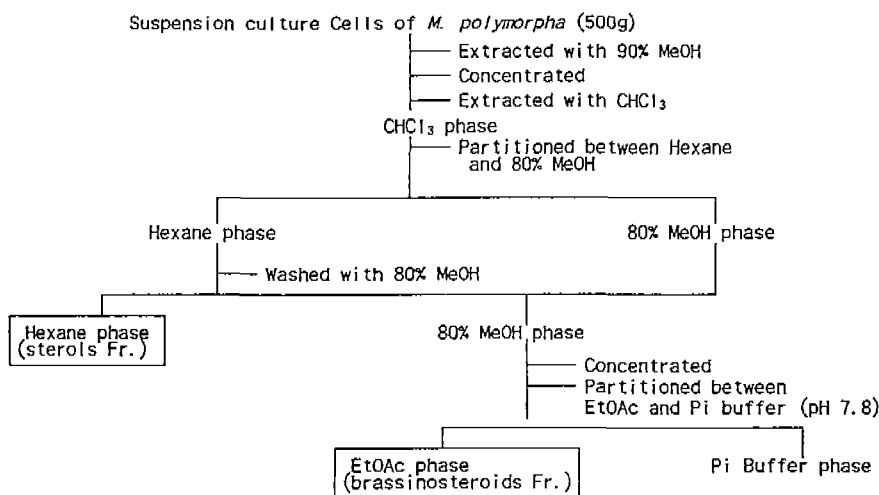 Suspension culture Cells of M. polymorpha (500g)
Extracted with 90% MeOH
Concentrated
Extracted with CHCl₃
CHCl₃ phase
Partitioned between Hexane
and 80% MeOH
Hexane phase
80% MeOH phase
Washed with 80% MeOH
Hexane phase
(sterols Fr.)
80% MeOH phase
Concentrated
Partitioned between
EtOAc and Pi buffer (pH 7.8)
EtOAc phase
(brassinosteroids Fr.)
Pi Buffer phase